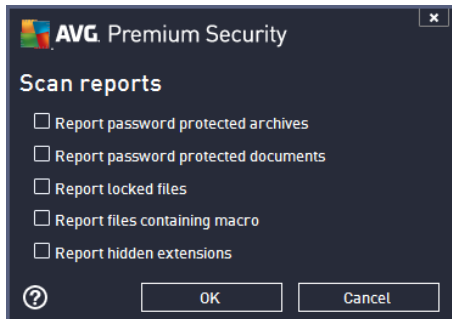 AVG. Premium Security
Scan reports
Report password protected archives
Report password protected documents
Report locked files
Report files containing macro
Report hidden extensions
OK
Cancel